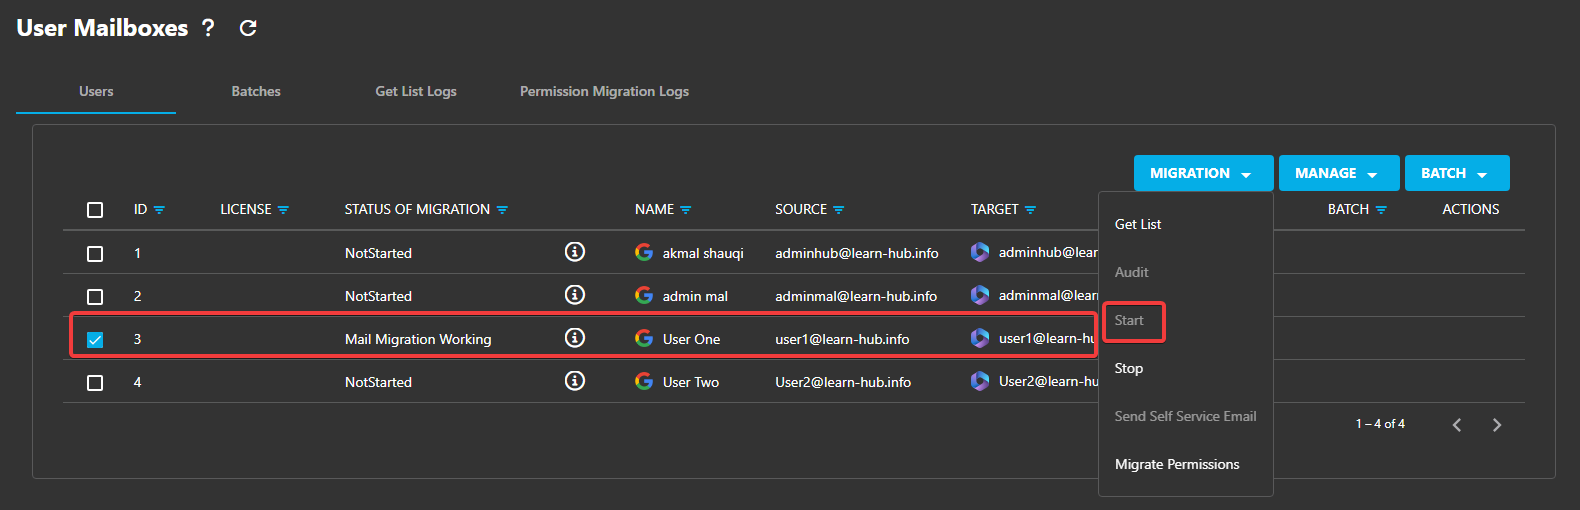 User Mailboxes ?
Users Batches Get List Logs Permission Migration Logs
MIGRATION MANAGE BATCH
ID LICENSE STATUS OF MIGRATION NAME SOURCE TARGET BATCH ACTIONS
1 NotStarted akmal shauqi adminhub@learn-hub.info adminhub@lear
2 NotStarted admin mal adminmal@learn-hub.info adminmal@learn
3 Mail Migration Working User One user1@learn-hub.info user1@learn-hu
4 NotStarted User Two User2@learn-hub.info User2@learn-hu
Get List
Audit
Start
Stop
Send Self Service Email
Migrate Permissions
1 – 4 of 4